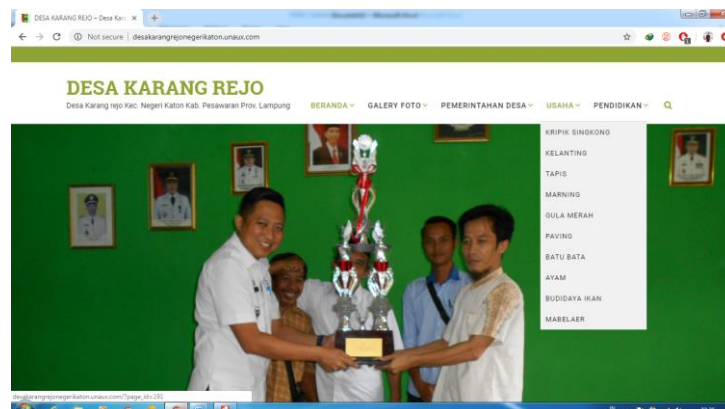 DESA KARANG REJO – Desa Kara
Not secure | desakarangrejonegerikaton.unaux.com
DESA KARANG REJO
Desa Karang rejo Kec. Negeri Katon Kab. Pesawaran Prov. Lampung
BERANDA GALERY FOTO PEMERINTAHAN DESA USAHA PENDIDIKAN
KRIPIK SINGKONG
KELANTING
TAPIS
MARNING
GULA MERAH
PAVING
BATU BATA
AYAM
BUDIDAYA IKAN
MABELAER
desakarangrejonegerikaton.unaux.com/?page_id=191